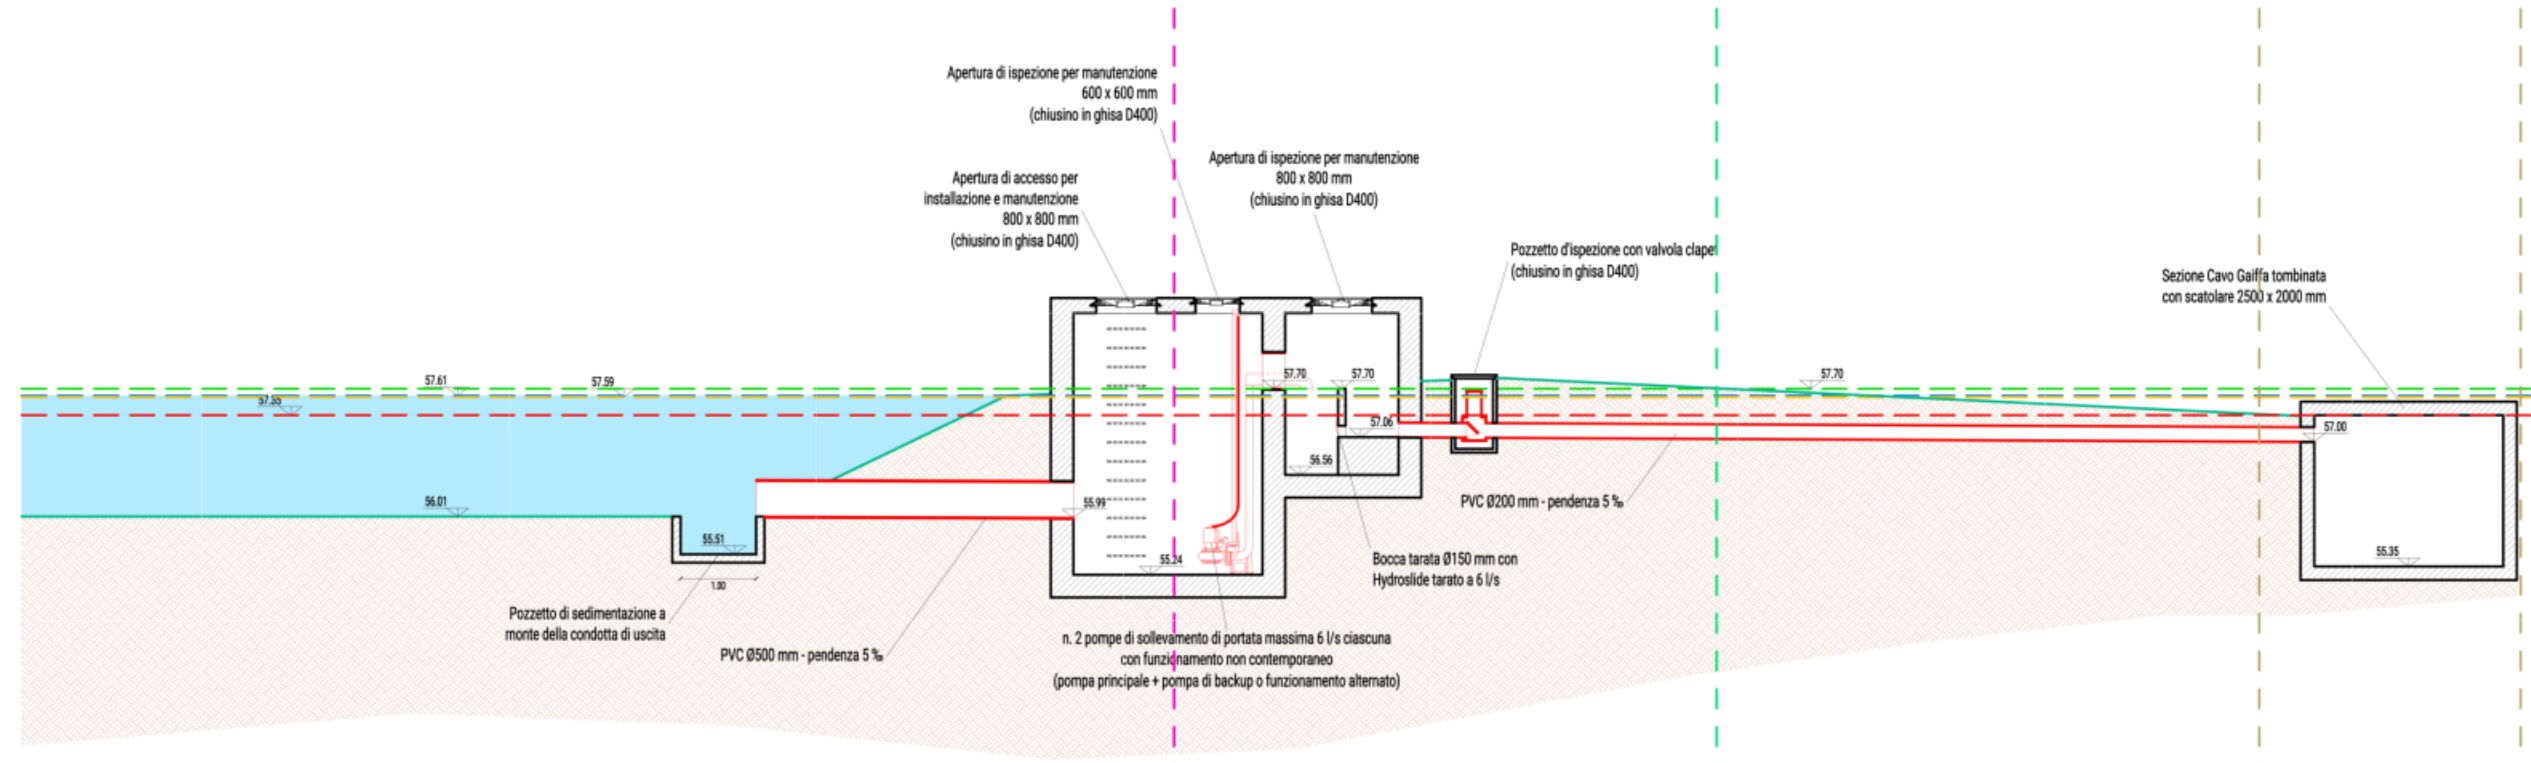 Apertura di ispezione per manutenzione
600 x 600 mm
(chiusino in ghisa D400)
Apertura di ispezione per manutenzione
800 x 800 mm
(chiusino in ghisa D400)
Apertura di accesso per
installazione e manutenzione
800 x 800 mm
(chiusino in ghisa D400)
Pozzetto d'ispezione con valvola clapet
(chiusino in ghisa D400)
Sezione Cavo Gaiffa tombinata
con scatolare 2500 x 2000 mm
57.61
57.59
57.35
57.70
57.70
57.70
57.06
57.00
56.56
56.01
55.99
55.51
55.24
55.35
1.00
PVC Ø200 mm - pendenza 5 ‰
Bocca tarata Ø150 mm con
Hydroslide tarato a 6 l/s
Pozzetto di sedimentazione a
monte della condotta di uscita
PVC Ø500 mm - pendenza 5 ‰
n. 2 pompe di sollevamento di portata massima 6 l/s ciascuna
con funzionamento non contemporaneo
(pompa principale + pompa di backup o funzionamento alternato)